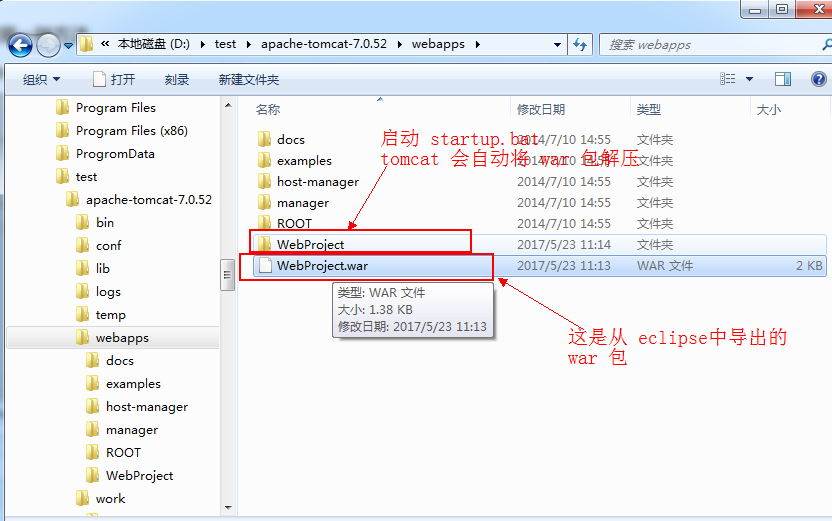 « 本地磁盘 (D:) ▸ test ▸ apache-tomcat-7.0.52 ▸ webapps ▸
搜索 webapps
组织 打开 刻录 新建文件夹
Program Files
Program Files (x86)
ProgromData
test
apache-tomcat-7.0.52
bin
conf
lib
logs
temp
webapps
docs
examples
host-manager
manager
ROOT
WebProject
work
名称 修改日期 类型 大小
docs 2014/7/10 14:55 文件夹
examples 2014/7/10 14:55 文件夹
host-manager 2014/7/10 14:55 文件夹
manager 2014/7/10 14:55 文件夹
ROOT 2014/7/10 14:55 文件夹
WebProject 2017/5/23 11:14 文件夹
WebProject.war 2017/5/23 11:13 WAR 文件 2 KB
启动 startup.bat
tomcat 会自动将 war 包解压
类型: WAR 文件
大小: 1.38 KB
修改日期: 2017/5/23 11:13
这是从 eclipse中导出的
war 包